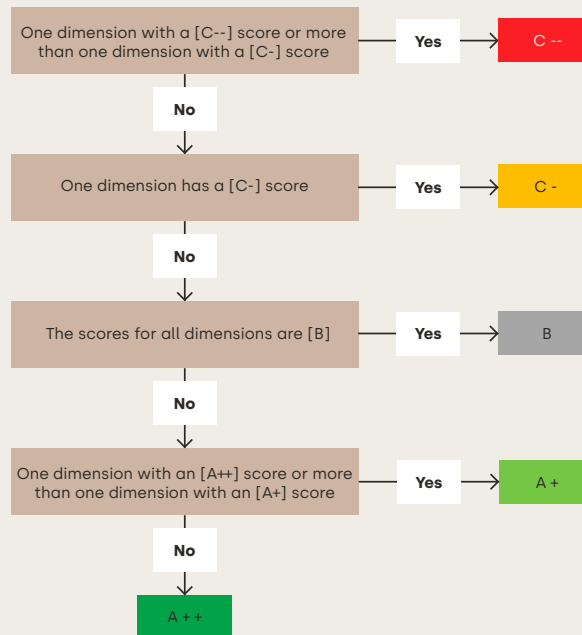 One dimension with a [C--] score or more
than one dimension with a [C-] score
Yes
C --
No
One dimension has a [C-] score
Yes
C -
No
The scores for all dimensions are [B]
Yes
B
No
One dimension with an [A++] score or more
than one dimension with an [A+] score
Yes
A +
No
A + +